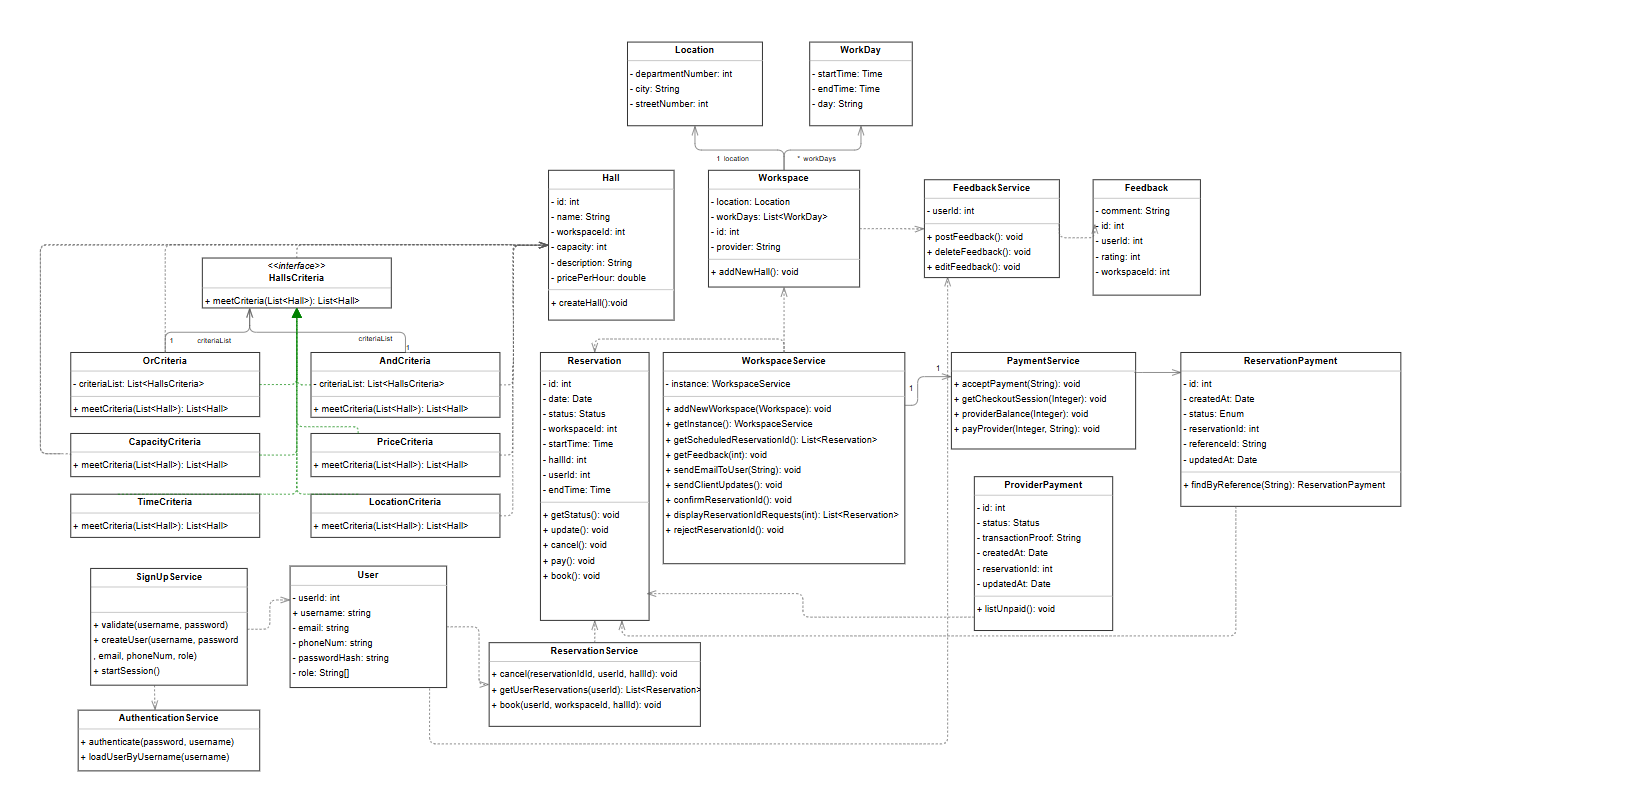 Location
- departmentNumber: int
- city: String
- streetNumber: int
WorkDay
- startTime: Time
- endTime: Time
- day: String
1 location
* workDays
Hall
- id: int
- name: String
- workspaceId: int
- capacity: int
- description: String
- pricePerHour: double
+ createHall():void
Workspace
- location: Location
- workDays: List<WorkDay>
- id: int
- provider: String
+ addNewHall(): void
FeedbackService
- userId: int
+ postFeedback(): void
+ deleteFeedback(): void
+ editFeedback(): void
Feedback
- comment: String
- id: int
- userId: int
- rating: int
- workspaceId: int
<<interface>>
HallsCriteria
+ meetCriteria(List<Hall>): List<Hall>
1 criteriaList
criteriaList
1
OrCriteria
- criteriaList: List<HallsCriteria>
+ meetCriteria(List<Hall>): List<Hall>
AndCriteria
- criteriaList: List<HallsCriteria>
+ meetCriteria(List<Hall>): List<Hall>
CapacityCriteria
+ meetCriteria(List<Hall>): List<Hall>
PriceCriteria
+ meetCriteria(List<Hall>): List<Hall>
TimeCriteria
+ meetCriteria(List<Hall>): List<Hall>
LocationCriteria
+ meetCriteria(List<Hall>): List<Hall>
Reservation
- id: int
- date: Date
- status: Status
- workspaceId: int
- startTime: Time
- hallId: int
- userId: int
- endTime: Time
+ getStatus(): void
+ update(): void
+ cancel(): void
+ pay(): void
+ book(): void
WorkspaceService
- instance: WorkspaceService
+ addNewWorkspace(Workspace): void
+ getInstance(): WorkspaceService
+ getScheduledReservationId(): List<Reservation>
+ getFeedback(int): void
+ sendEmailToUser(String): void
+ sendClientUpdates(): void
+ confirmReservationId(): void
+ displayReservationIdRequests(int): List<Reservation>
+ rejectReservationId(): void
1
1
PaymentService
+ acceptPayment(String): void
+ getCheckoutSession(Integer): void
+ providerBalance(Integer): void
+ payProvider(Integer, String): void
ReservationPayment
- id: int
- createdAt: Date
- status: Enum
- reservationId: int
- referenceId: String
- updatedAt: Date
+ findByReference(String): ReservationPayment
ProviderPayment
- id: int
- status: Status
- transactionProof: String
- createdAt: Date
- reservationId: int
- updatedAt: Date
+ listUnpaid(): void
SignUpService
+ validate(username, password)
+ createUser(username, password
, email, phoneNum, role)
+ startSession()
User
- userId: int
+ username: string
- email: string
- phoneNum: string
- passwordHash: string
- role: String[]
ReservationService
+ cancel(reservationIdId, userId, hallId): void
+ getUserReservations(userId): List<Reservation>
+ book(userId, workspaceId, hallId): void
AuthenticationService
+ authenticate(password, username)
+ loadUserByUsername(username)